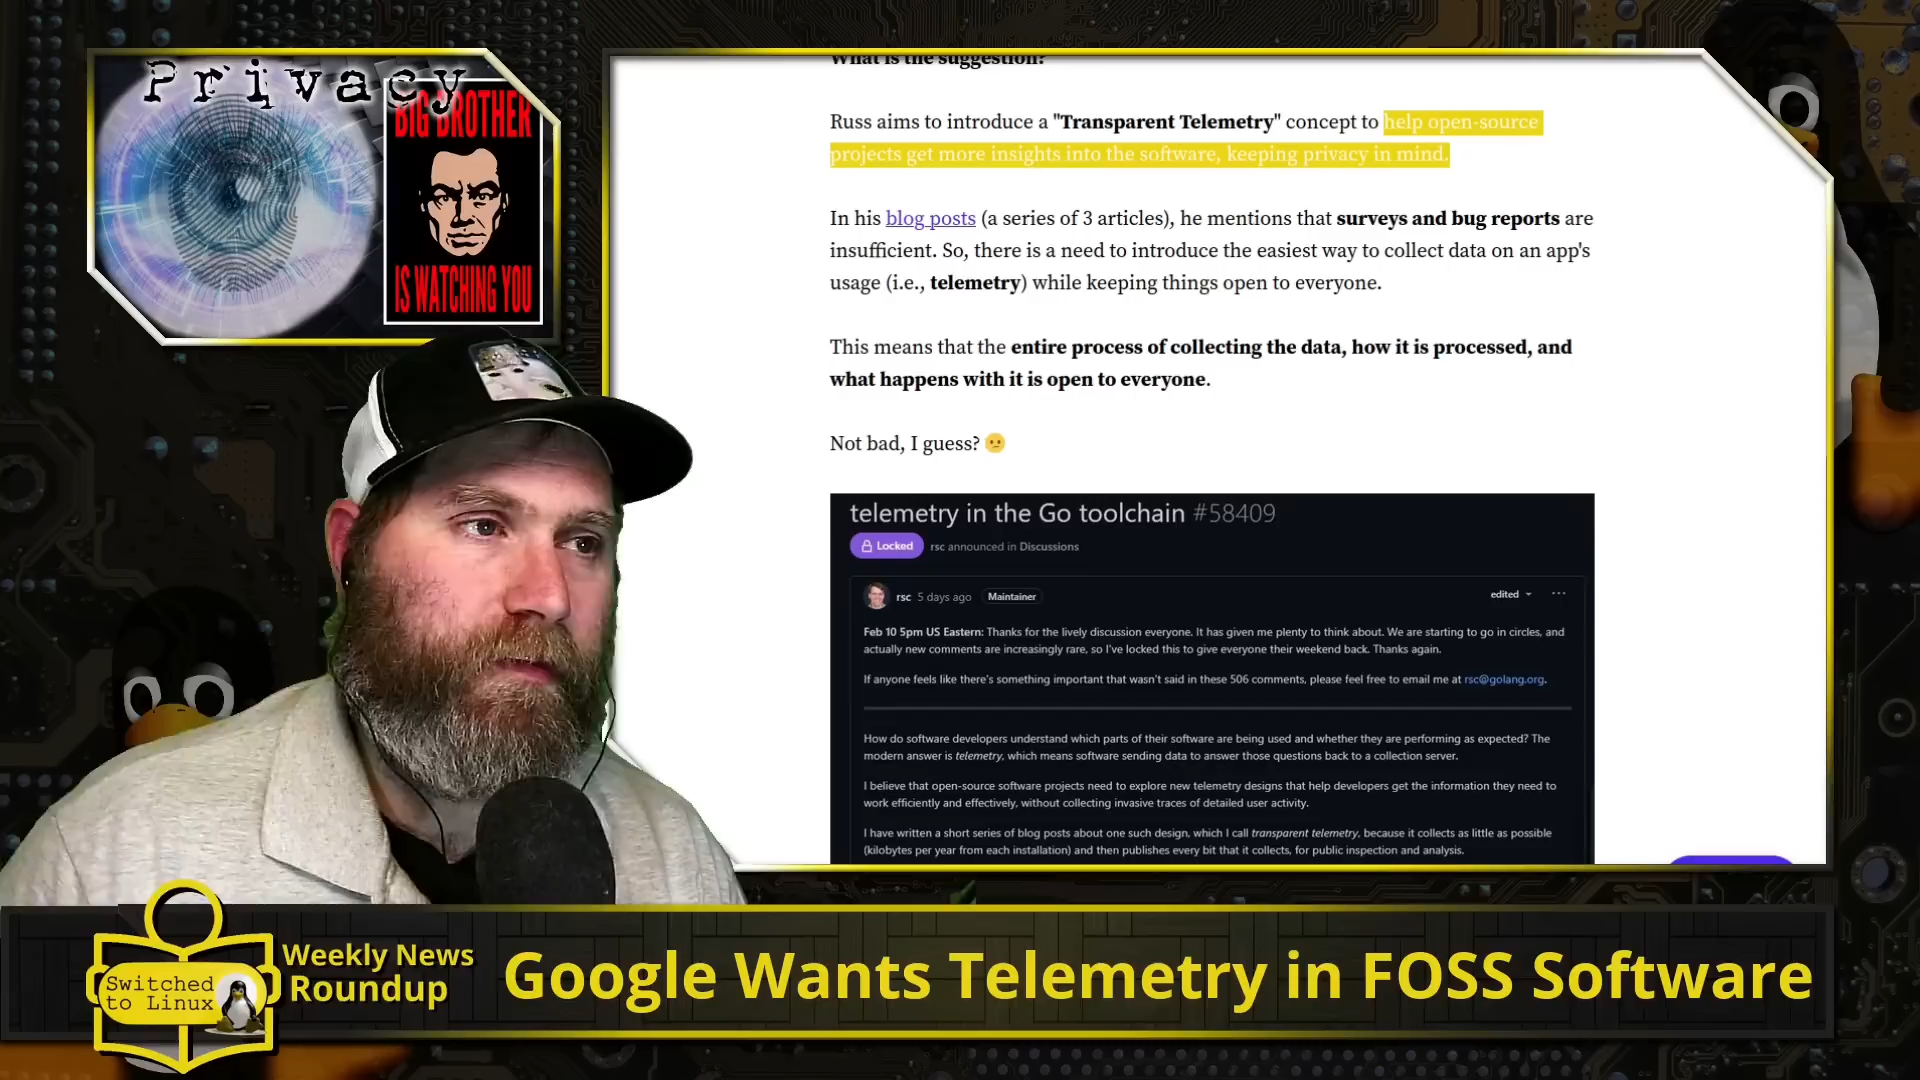 Privacy
BIG BROTHER
IS WATCHING YOU
What is the suggestion?
Russ aims to introduce a "Transparent Telemetry" concept to help open-source
projects get more insights into the software, keeping privacy in mind.
In his blog posts (a series of 3 articles), he mentions that surveys and bug reports are
insufficient. So, there is a need to introduce the easiest way to collect data on an app's
usage (i.e., telemetry) while keeping things open to everyone.
This means that the entire process of collecting the data, how it is processed, and
what happens with it is open to everyone.
Not bad, I guess? 😕
telemetry in the Go toolchain #58409
Locked rsc announced in Discussions
rsc 5 days ago Maintainer edited ...
Feb 10 5pm US Eastern: Thanks for the lively discussion everyone. It has given me plenty to think about. We are starting to go in circles, and
actually new comments are increasingly rare, so I've locked this to give everyone their weekend back. Thanks again.
If anyone feels like there's something important that wasn't said in these 506 comments, please feel free to email me at rsc@golang.org.
How do software developers understand which parts of their software are being used and whether they are performing as expected? The
modern answer is telemetry, which means software sending data to answer those questions back to a collection server.
I believe that open-source software projects need to explore new telemetry designs that help developers get the information they need to
work efficiently and effectively, without collecting invasive traces of detailed user activity.
I have written a short series of blog posts about one such design, which I call transparent telemetry, because it collects as little as possible
(kilobytes per year from each installation) and then publishes every bit that it collects, for public inspection and analysis.
Switched
to Linux
Weekly News
Roundup
Google Wants Telemetry in FOSS Software